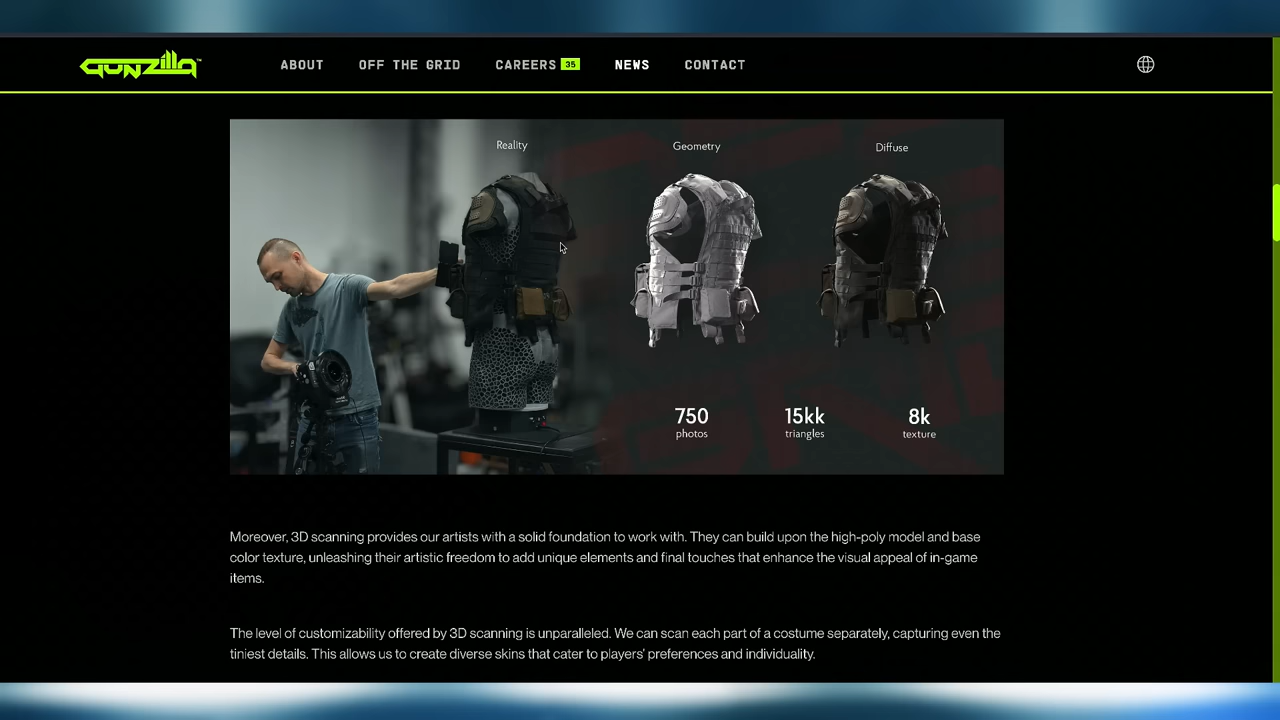 GUNZILLA
ABOUT
OFF THE GRID
CAREERS 35
NEWS
CONTACT
Reality
Geometry
Diffuse
750
photos
15kk
triangles
8k
texture
Moreover, 3D scanning provides our artists with a solid foundation to work with. They can build upon the high-poly model and base
color texture, unleashing their artistic freedom to add unique elements and final touches that enhance the visual appeal of in-game
items.
The level of customizability offered by 3D scanning is unparalleled. We can scan each part of a costume separately, capturing even the
tiniest details. This allows us to create diverse skins that cater to players' preferences and individuality.